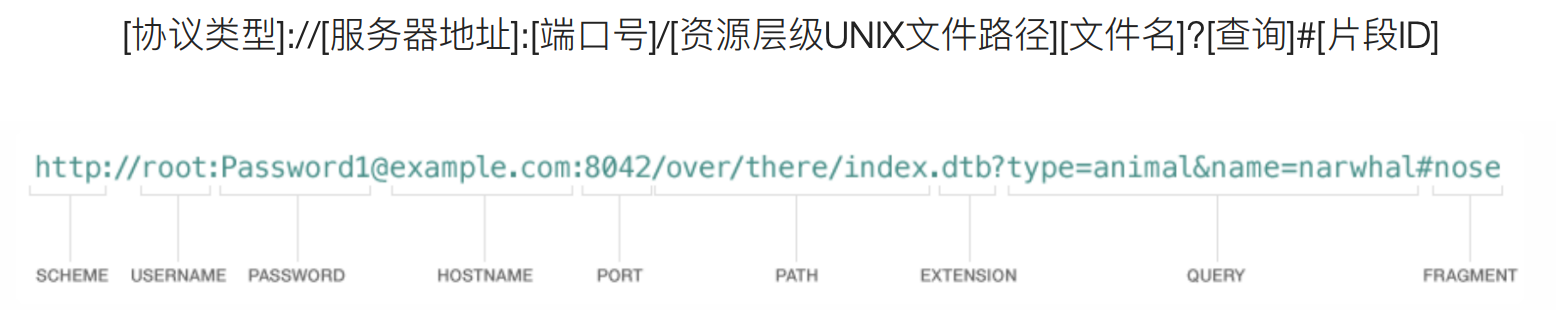 [协议类型]://[服务器地址]:[端口号]/[资源层级UNIX文件路径][文件名]?[查询]#[片段ID]
http://root:Password1@example.com:8042/over/there/index.dtb?type=animal&name=narwhal#nose
SCHEME USERNAME PASSWORD HOSTNAME PORT PATH EXTENSION QUERY FRAGMENT